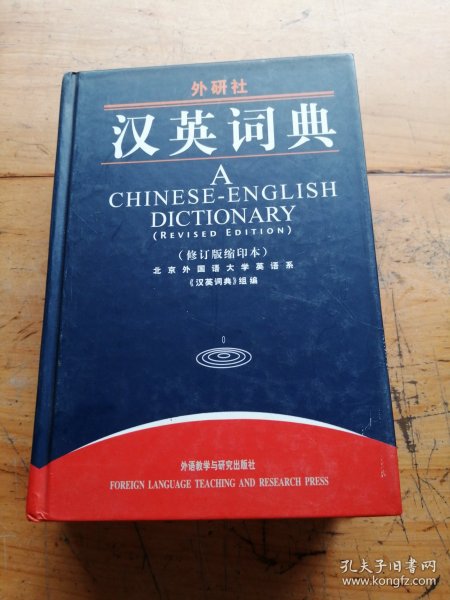 外研社
汉英词典
A
CHINESE-ENGLISH
DICTIONARY
(REVISED EDITION)
(修订版缩印本)
北京外国语大学英语系
《汉英词典》组编
外语教学与研究出版社
FOREIGN LANGUAGE TEACHING AND RESEARCH PRESS
孔夫子旧书网
www.kongfz.com